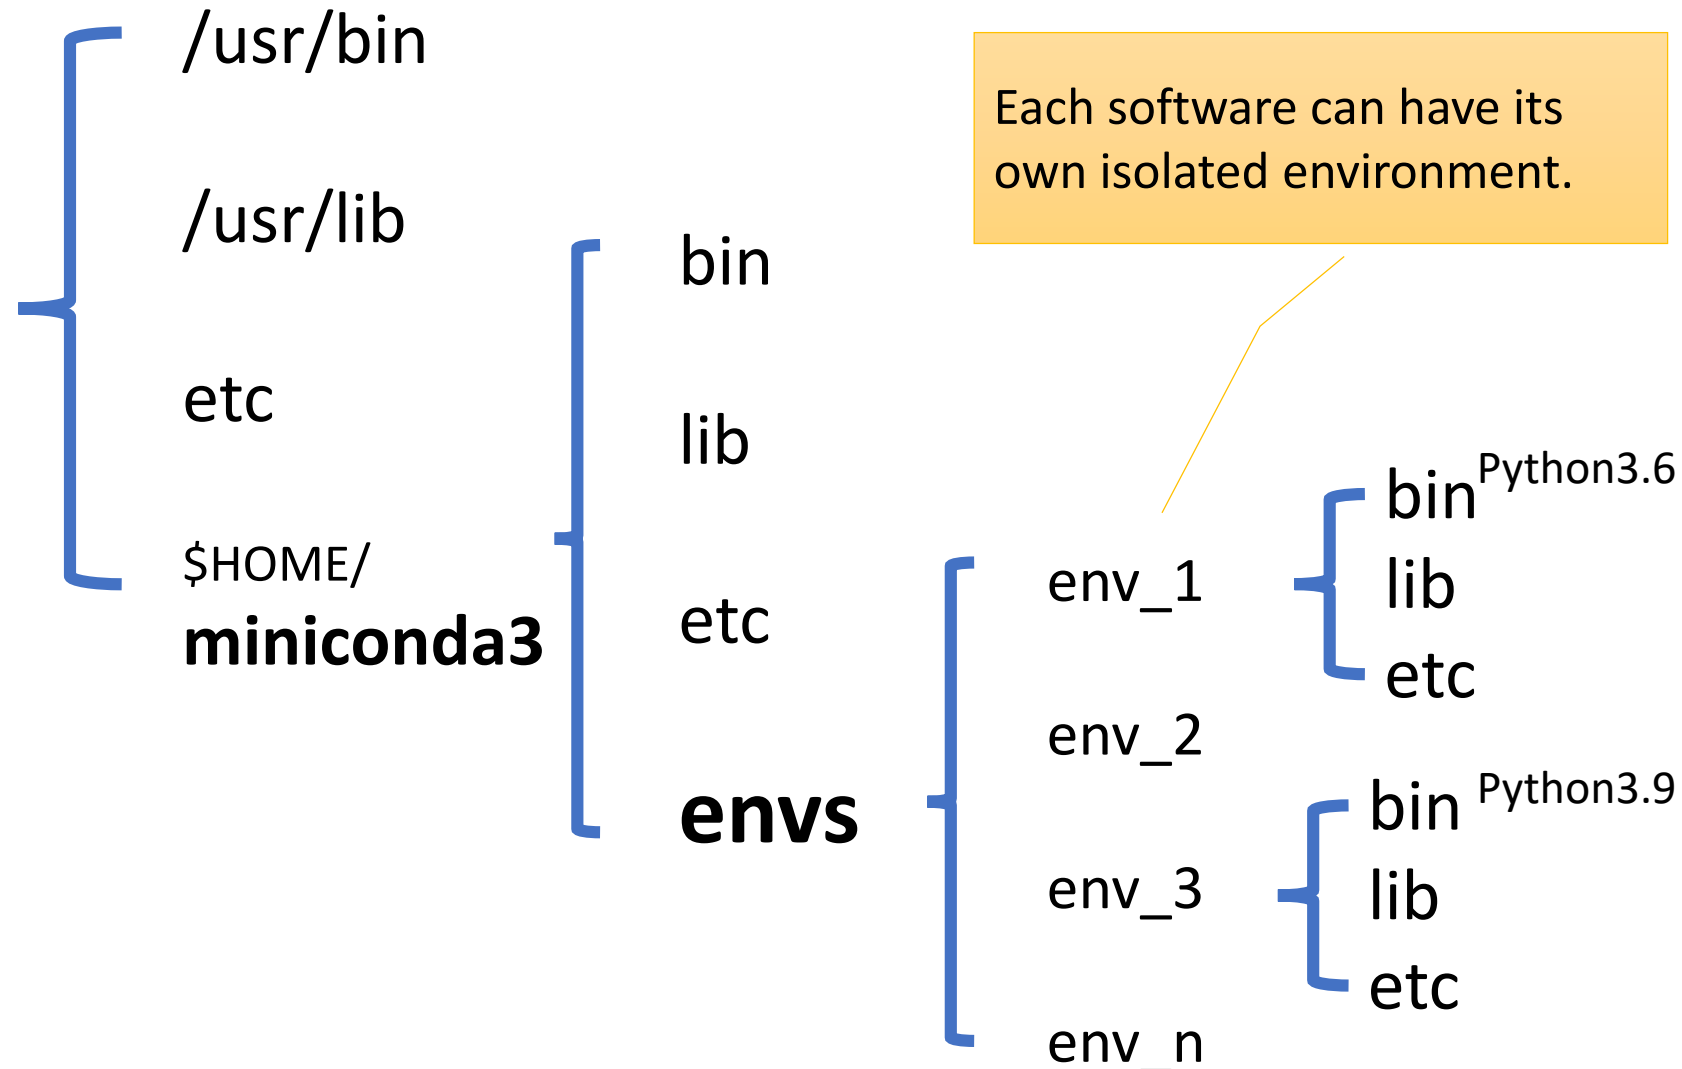 /usr/bin
/usr/lib
etc
$HOME/
miniconda3
bin
lib
etc
envs
Each software can have its
own isolated environment.
env_1
env_2
env_3
env_n
bin Python3.6
lib
etc
bin Python3.9
lib
etc